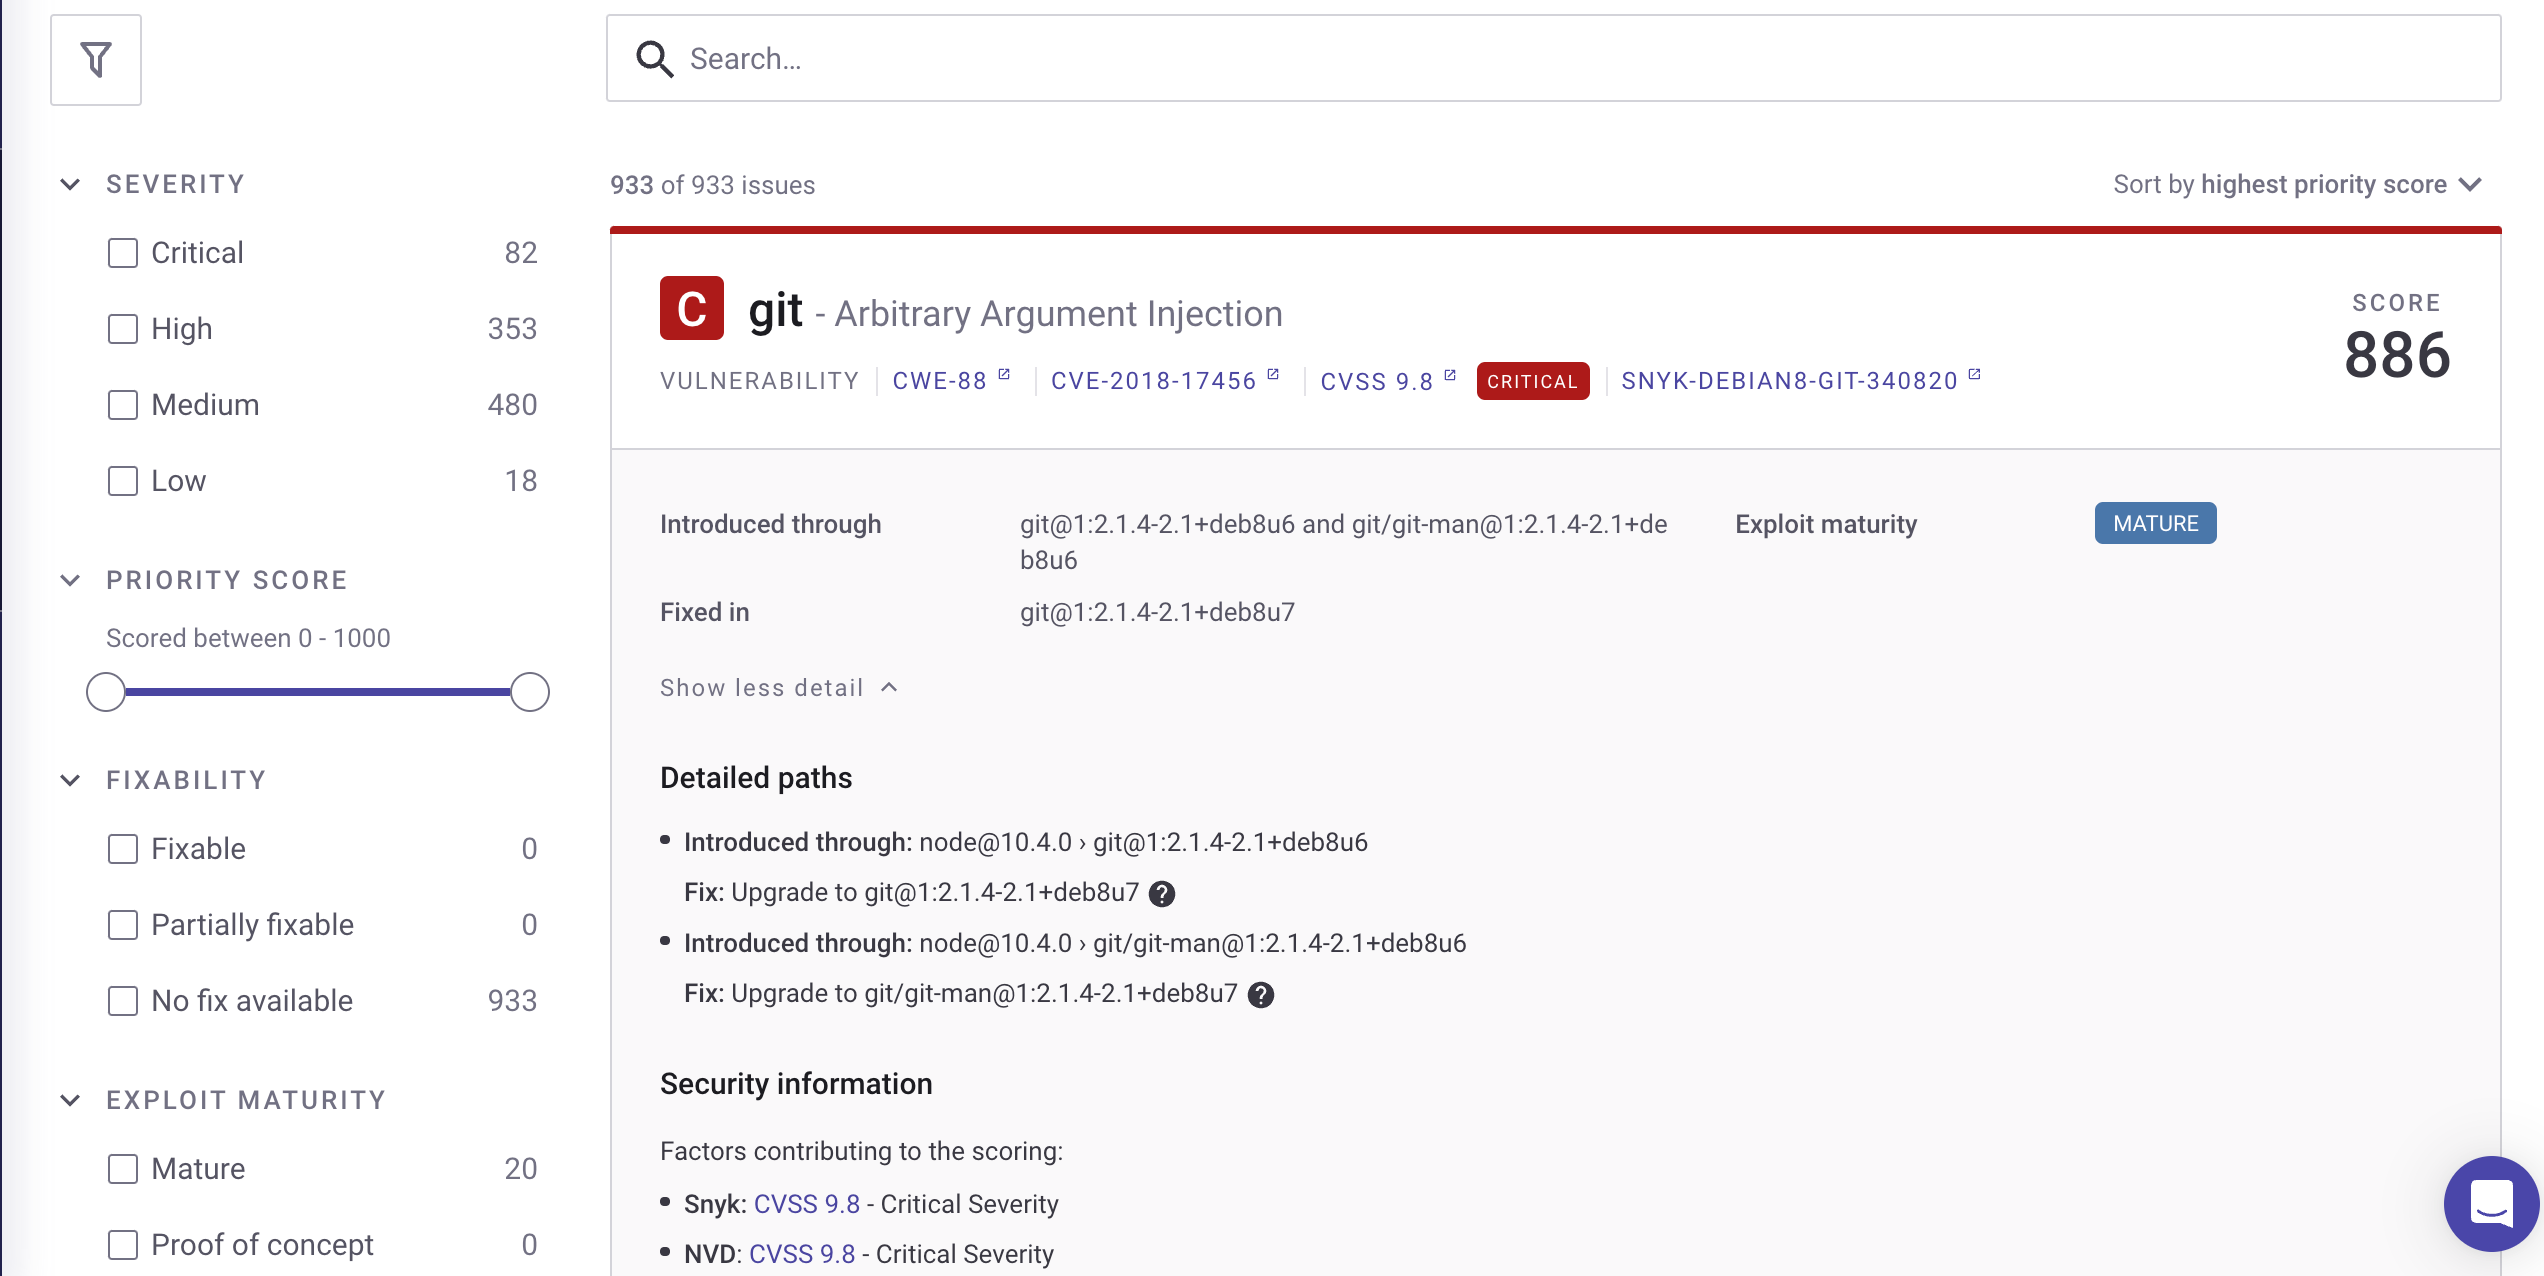 Search...
SEVERITY
Critical 82
High 353
Medium 480
Low 18
PRIORITY SCORE
Scored between 0 - 1000
FIXABILITY
Fixable 0
Partially fixable 0
No fix available 933
EXPLOIT MATURITY
Mature 20
Proof of concept 0
933 of 933 issues
Sort by highest priority score
C git - Arbitrary Argument Injection
SCORE
886
VULNERABILITY CWE-88 CVE-2018-17456 CVSS 9.8 CRITICAL SNYK-DEBIAN8-GIT-340820
Introduced through git@1:2.1.4-2.1+deb8u6 and git/git-man@1:2.1.4-2.1+de
b8u6
Exploit maturity MATURE
Fixed in git@1:2.1.4-2.1+deb8u7
Show less detail
Detailed paths
• Introduced through: node@10.4.0 › git@1:2.1.4-2.1+deb8u6
Fix: Upgrade to git@1:2.1.4-2.1+deb8u7 ?
• Introduced through: node@10.4.0 › git/git-man@1:2.1.4-2.1+deb8u6
Fix: Upgrade to git/git-man@1:2.1.4-2.1+deb8u7 ?
Security information
Factors contributing to the scoring:
• Snyk: CVSS 9.8 - Critical Severity
• NVD: CVSS 9.8 - Critical Severity